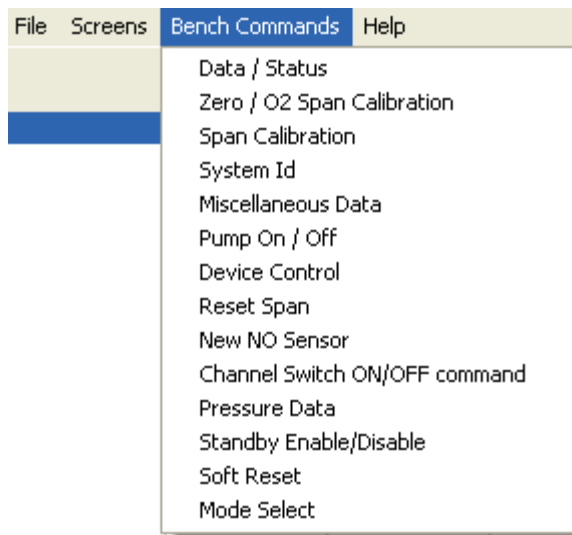 File Screens Bench Commands Help
Data / Status
Zero / O2 Span Calibration
Span Calibration
System Id
Miscellaneous Data
Pump On / Off
Device Control
Reset Span
New NO Sensor
Channel Switch ON/OFF command
Pressure Data
Standby Enable/Disable
Soft Reset
Mode Select